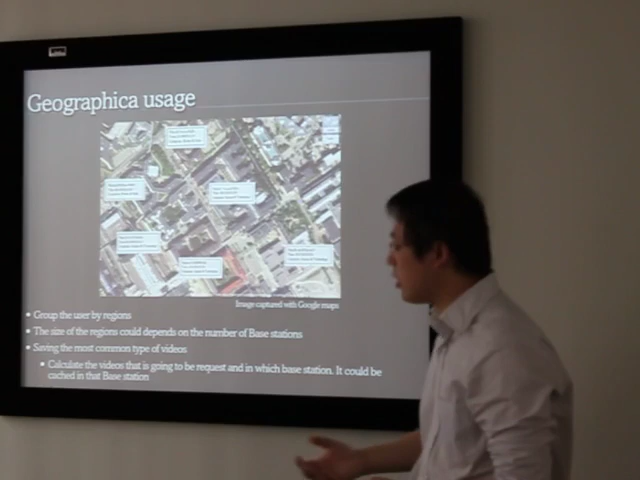 Geographica usage
Image captured with Google maps
• Group the user by regions
• The size of the regions could depends on the number of Base stations
• Saving the most common type of videos
• Calculate the videos that is going to be request and in which base station. It could be
cached in that Base station